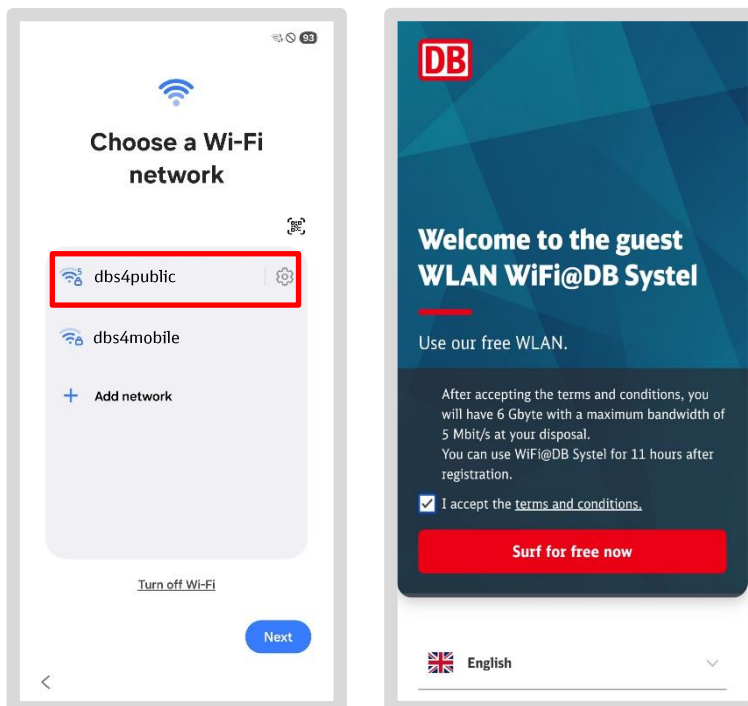 93
Choose a Wi-Fi
network
5
dbs4public
dbs4mobile
+ Add network
Turn off Wi-Fi
Next
<
DB
Welcome to the guest
WLAN WiFi@DB Systel
Use our free WLAN.
After accepting the terms and conditions, you
will have 6 Gbyte with a maximum bandwidth of
5 Mbit/s at your disposal.
You can use WiFi@DB Systel for 11 hours after
registration.
I accept the terms and conditions.
Surf for free now
English